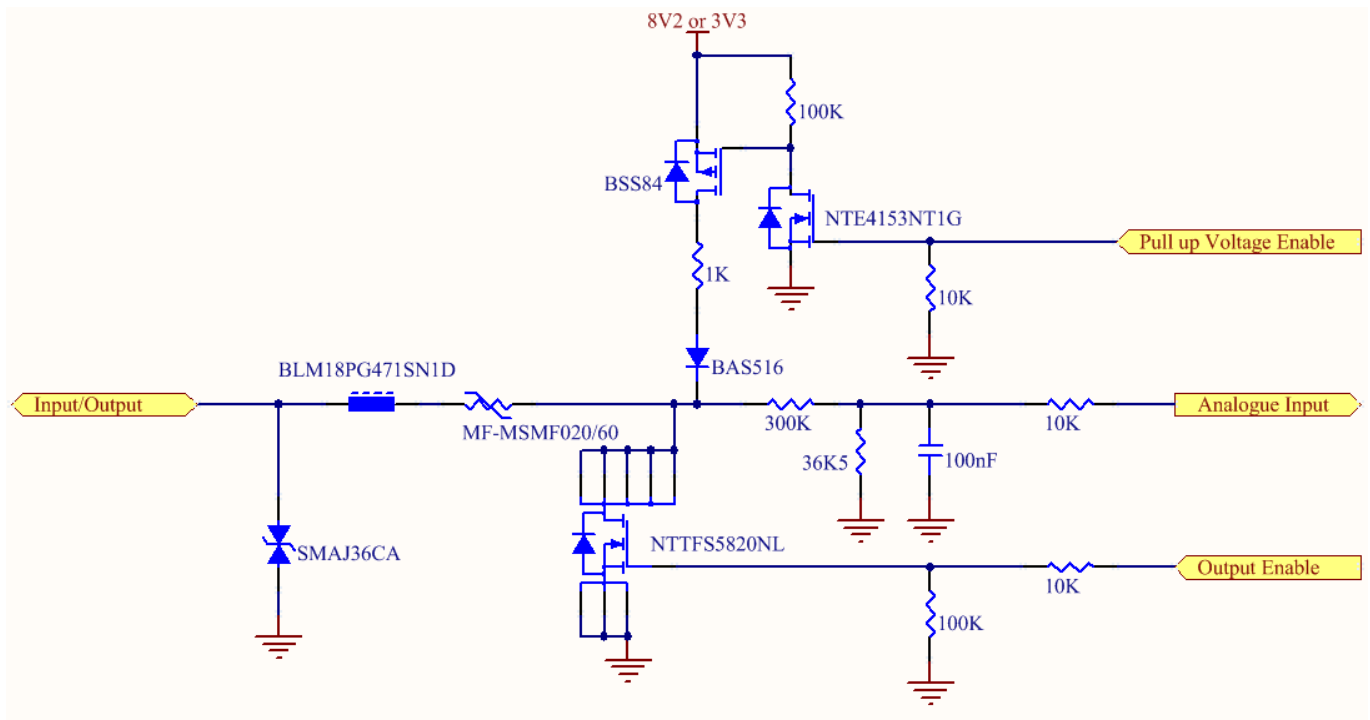 8V2 or 3V3
100K
BSS84
NTE4153NT1G
Pull up Voltage Enable
1K
10K
BAS516
BLM18PG471SN1D
Input/Output
MF-MSMF020/60
300K
10K
Analogue Input
36K5
100nF
SMAJ36CA
NTTFS5820NL
10K
Output Enable
100K